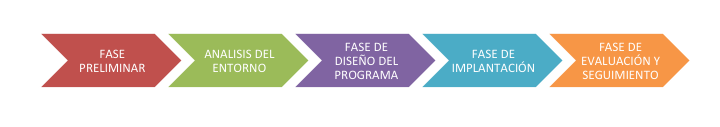 FASE
PRELIMINAR
ANALISIS DEL
ENTORNO
FASE DE
DISEÑO DEL
PROGRAMA
FASE DE
IMPLANTACIÓN
FASE DE
EVALUACIÓN Y
SEGUIMIENTO